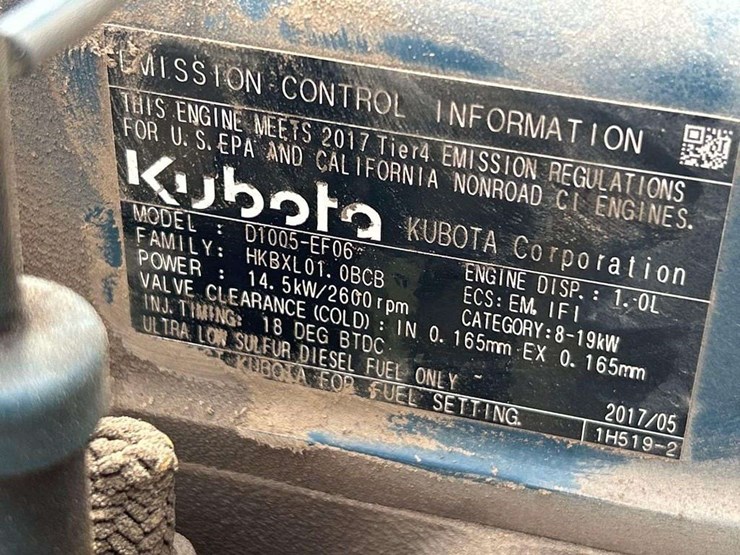 EMISSION CONTROL INFORMATION
THIS ENGINE MEETS 2017 Tier4 EMISSION REGULATIONS
FOR U.S.EPA AND CALIFORNIA NONROAD CI ENGINES.
Kubota KUBOTA Corporation
MODEL : D1005-EF06 ENGINE DISP.: 1.0L
FAMILY: HKBXL01.0BCB ECS: EM, IFI
POWER : 14.5kW/2600rpm CATEGORY:8-19kW
VALVE CLEARANCE (COLD): IN 0.165mm EX 0.165mm
INJ.TIMING: 18 DEG BTDC
ULTRA LOW SULFUR DIESEL FUEL ONLY
KUBOTA FOR FUEL SETTING. 2017/05
1H519-2